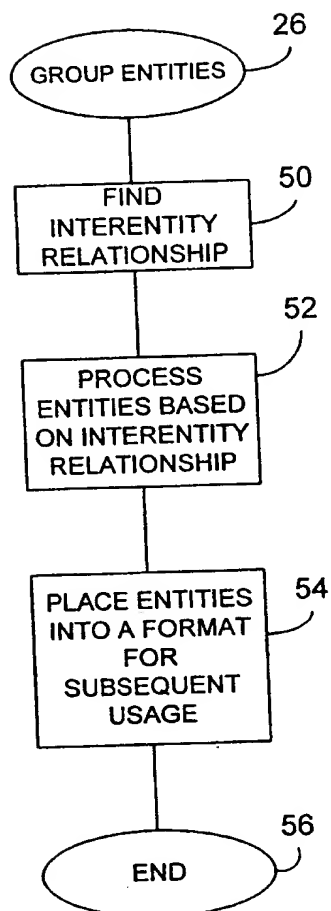 26
GROUP ENTITIES
50
FIND
INTERENTITY
RELATIONSHIP
52
PROCESS
ENTITIES BASED
ON INTERENTITY
RELATIONSHIP
54
PLACE ENTITIES
INTO A FORMAT
FOR
SUBSEQUENT
USAGE
56
END